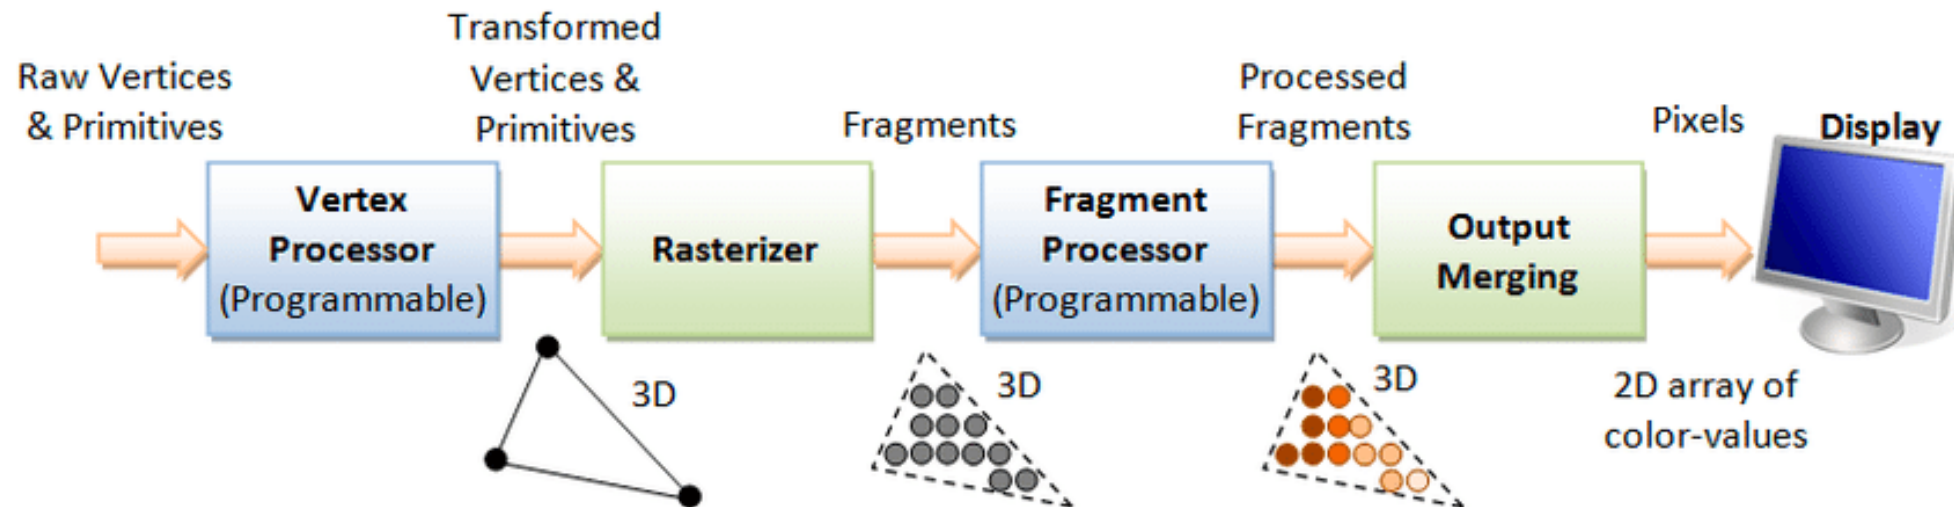 Raw Vertices
& Primitives
Transformed
Vertices &
Primitives
Fragments
Processed
Fragments
Pixels
Display
Vertex
Processor
(Programmable)
Rasterizer
Fragment
Processor
(Programmable)
Output
Merging
3D
3D
3D
2D array of
color-values